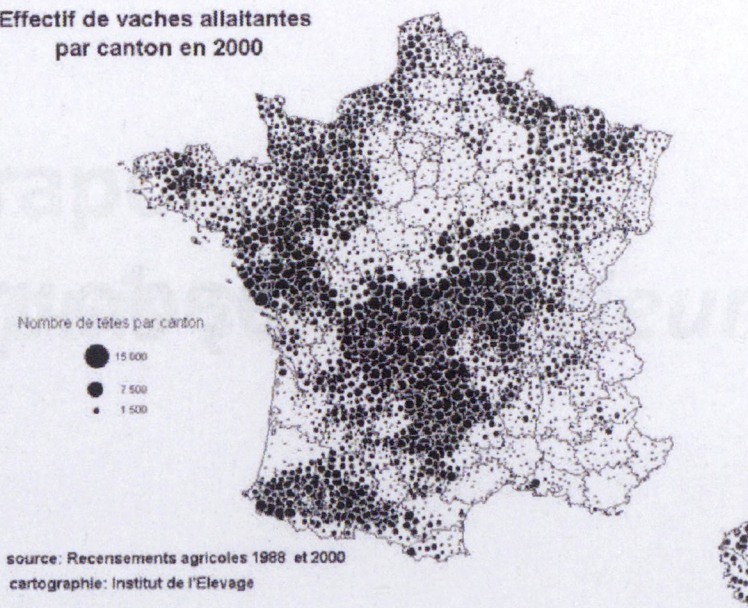 Effectif de vaches allaitantes
par canton en 2000
Nombre de têtes par canton
15 000
7 500
1 500
source: Recensements agricoles 1988 et 2000
cartographie: Institut de l'Elevage